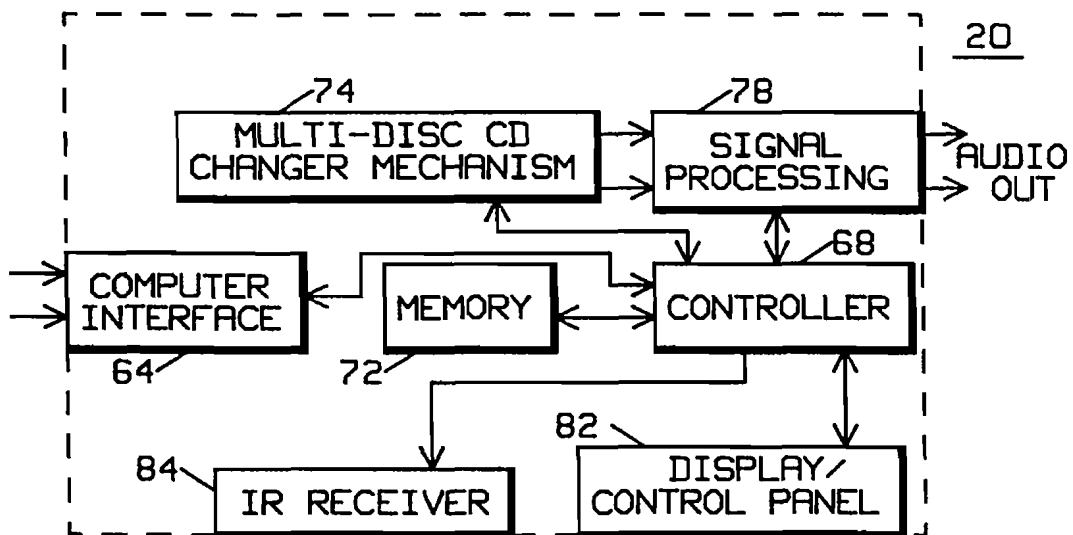 20
74
MULTI-DISC CD
CHANGER MECHANISM
78
SIGNAL
PROCESSING
AUDIO
OUT
68
COMPUTER
INTERFACE
64
MEMORY
72
CONTROLLER
84
IR RECEIVER
82
DISPLAY/
CONTROL PANEL